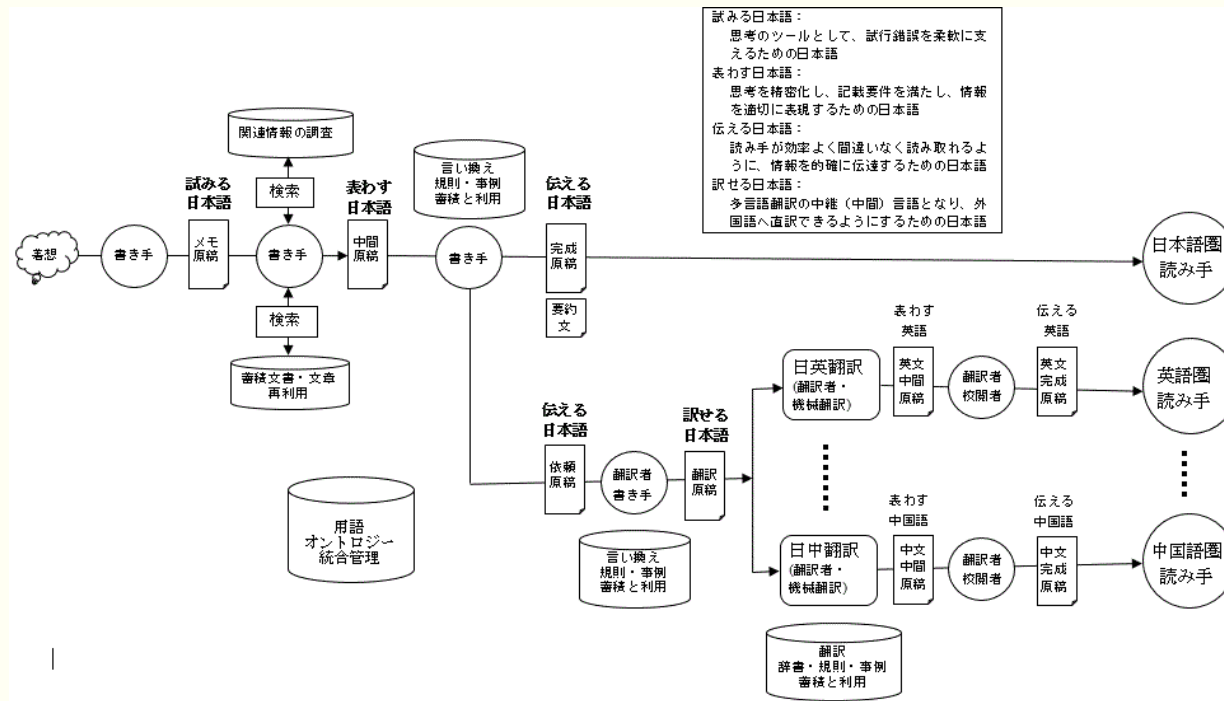 試みる日本語：
思考のツールとして、試行錯誤を柔軟に支
えるための日本語
表わす日本語：
思考を精密化し、記載要件を満たし、情報
を適切に表現するための日本語
伝える日本語：
読み手が効率よく間違いなく読み取れる
ように、情報を的確に伝達するための日本語
訳せる日本語：
多言語翻訳の中継（中間）言語となり、外
国語へ直訳できるようにするための日本語
関連情報の調査
検索
言い換え
規則・事例
蓄積と利用
試みる
日本語
表わす
日本語
伝える
日本語
着想
書き手
メモ
原稿
書き手
中間
原稿
書き手
完成
原稿
日本語圏
読み手
要約
文
検索
蓄積文書・文章
再利用
表わす
英語
伝える
英語
日英翻訳
(翻訳者・
機械翻訳)
英文
中間
原稿
翻訳者
校閲者
英文
完成
原稿
英語圏
読み手
伝える
日本語
訳せる
日本語
依頼
原稿
翻訳者
書き手
翻訳
原稿
用語
オントロジー
統合管理
言い換え
規則・事例
蓄積と利用
表わす
中国語
伝える
中国語
日中翻訳
(翻訳者・
機械翻訳)
中文
中間
原稿
翻訳者
校閲者
中文
完成
原稿
中国語圏
読み手
翻訳
辞書・規則・事例
蓄積と利用